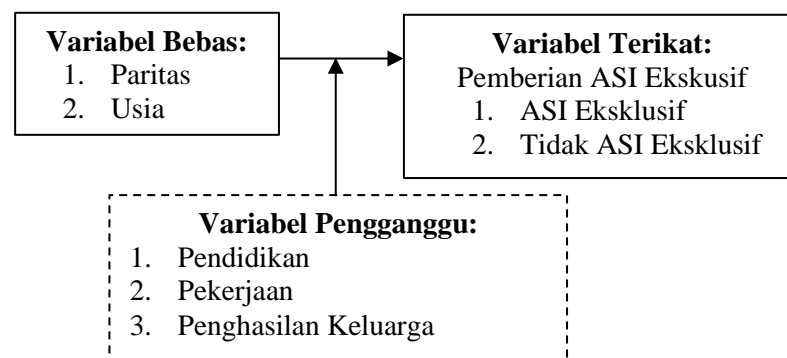 Variabel Bebas:
1. Paritas
2. Usia
Variabel Terikat:
Pemberian ASI Ekskusif
1. ASI Eksklusif
2. Tidak ASI Eksklusif
Variabel Pengganggu:
1. Pendidikan
2. Pekerjaan
3. Penghasilan Keluarga